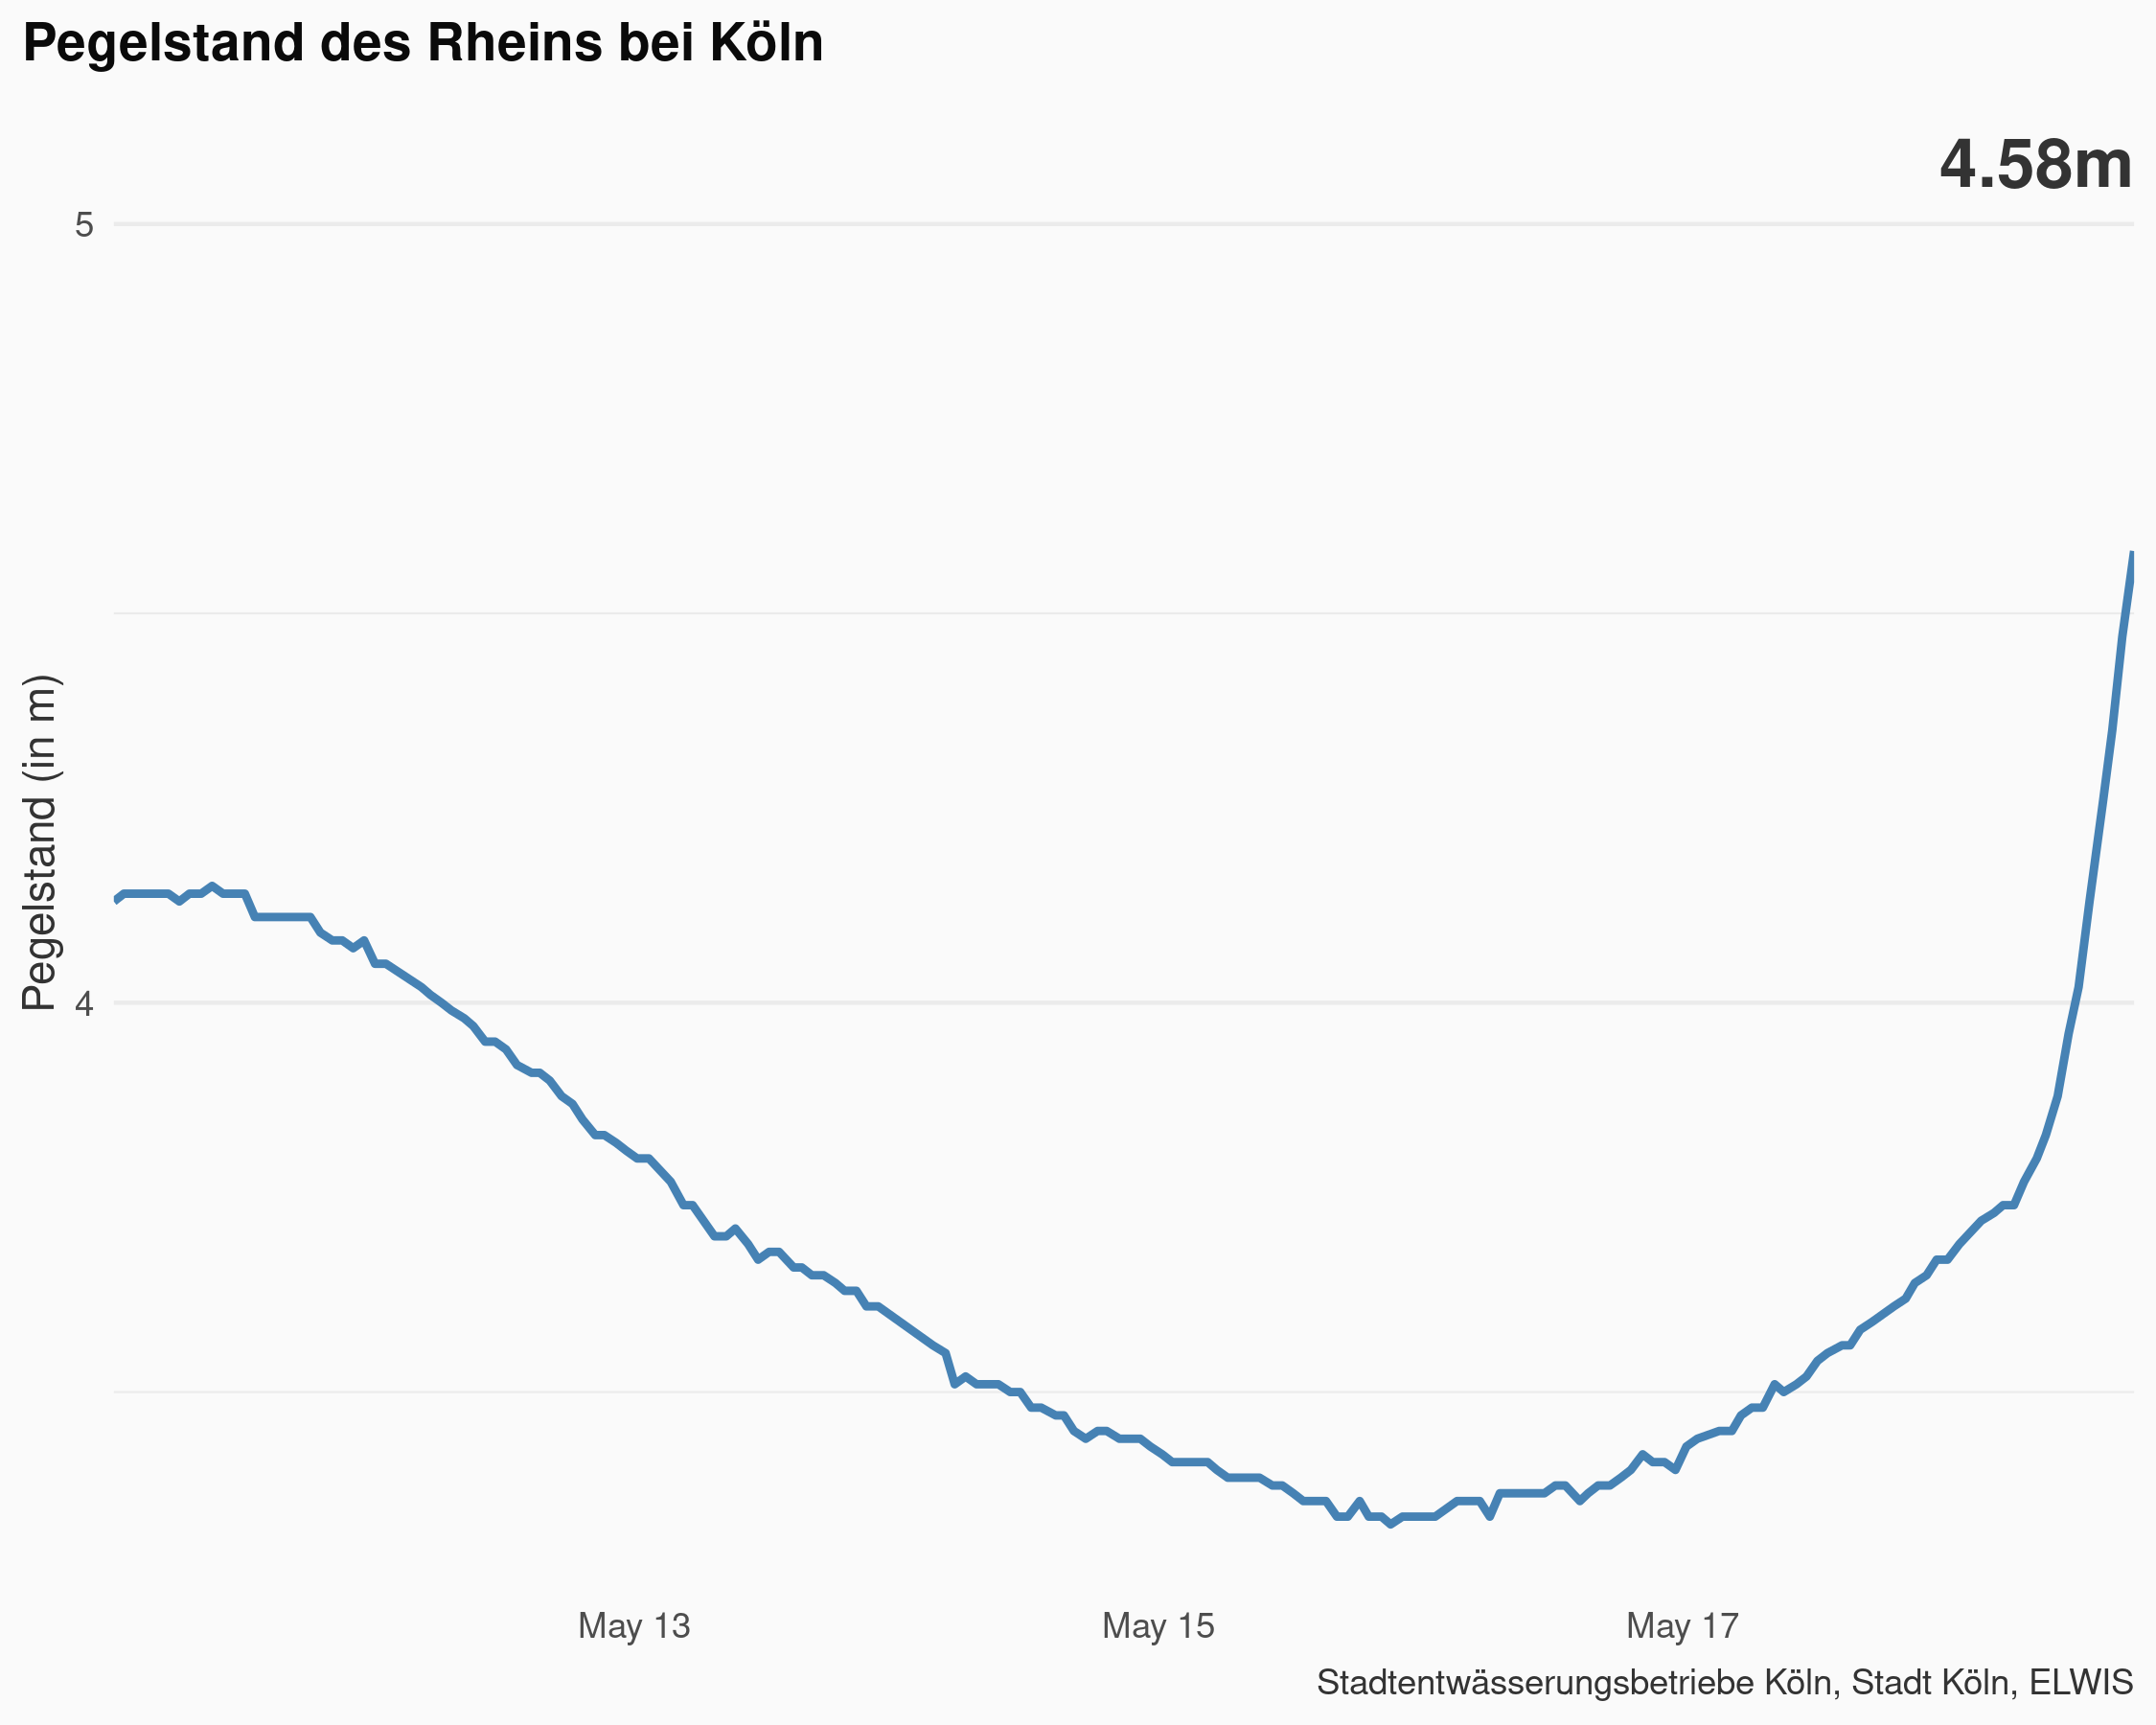 Pegelstand des Rheins bei Köln
4.58m
5
Pegelstand (in m)
4
May 13
May 15
May 17
Stadtentwässerungsbetriebe Köln, Stadt Köln, ELWIS